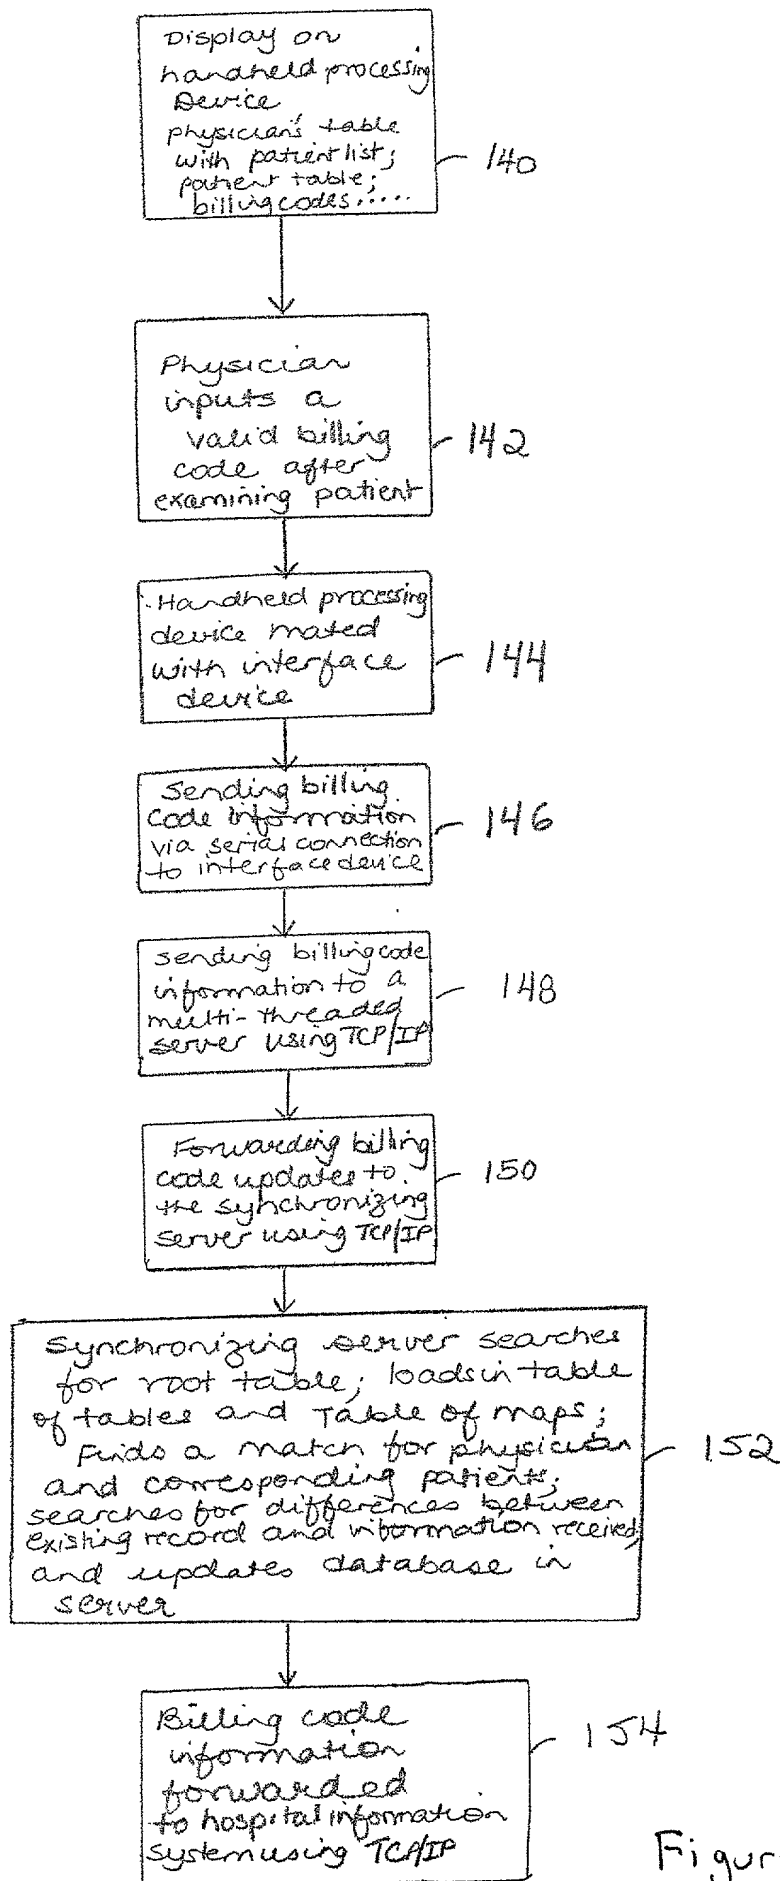 Display on
handheld processing
Device,
physician's table
with patient list;
patient table;
billing codes.....
140
Physician
inputs a
valid billing
code after
examining patient
142
Handheld processing
device mated
with interface
device
144
Sending billing
code information
via serial connection
to interface device
146
Sending billing code
information to a
multi-threaded
server using TCP/IP
148
Forwarding billing
code updates to
the synchronizing
server using TCP/IP
150
Synchronizing server searches
for root table; loads in table
of tables and Table of maps;
Finds a match for physician
and corresponding patient;
searches for differences between
existing record and information received,
and updates database in
server
152
Billing code
information
forwarded
to hospital information
system using TCP/IP
154
Figur